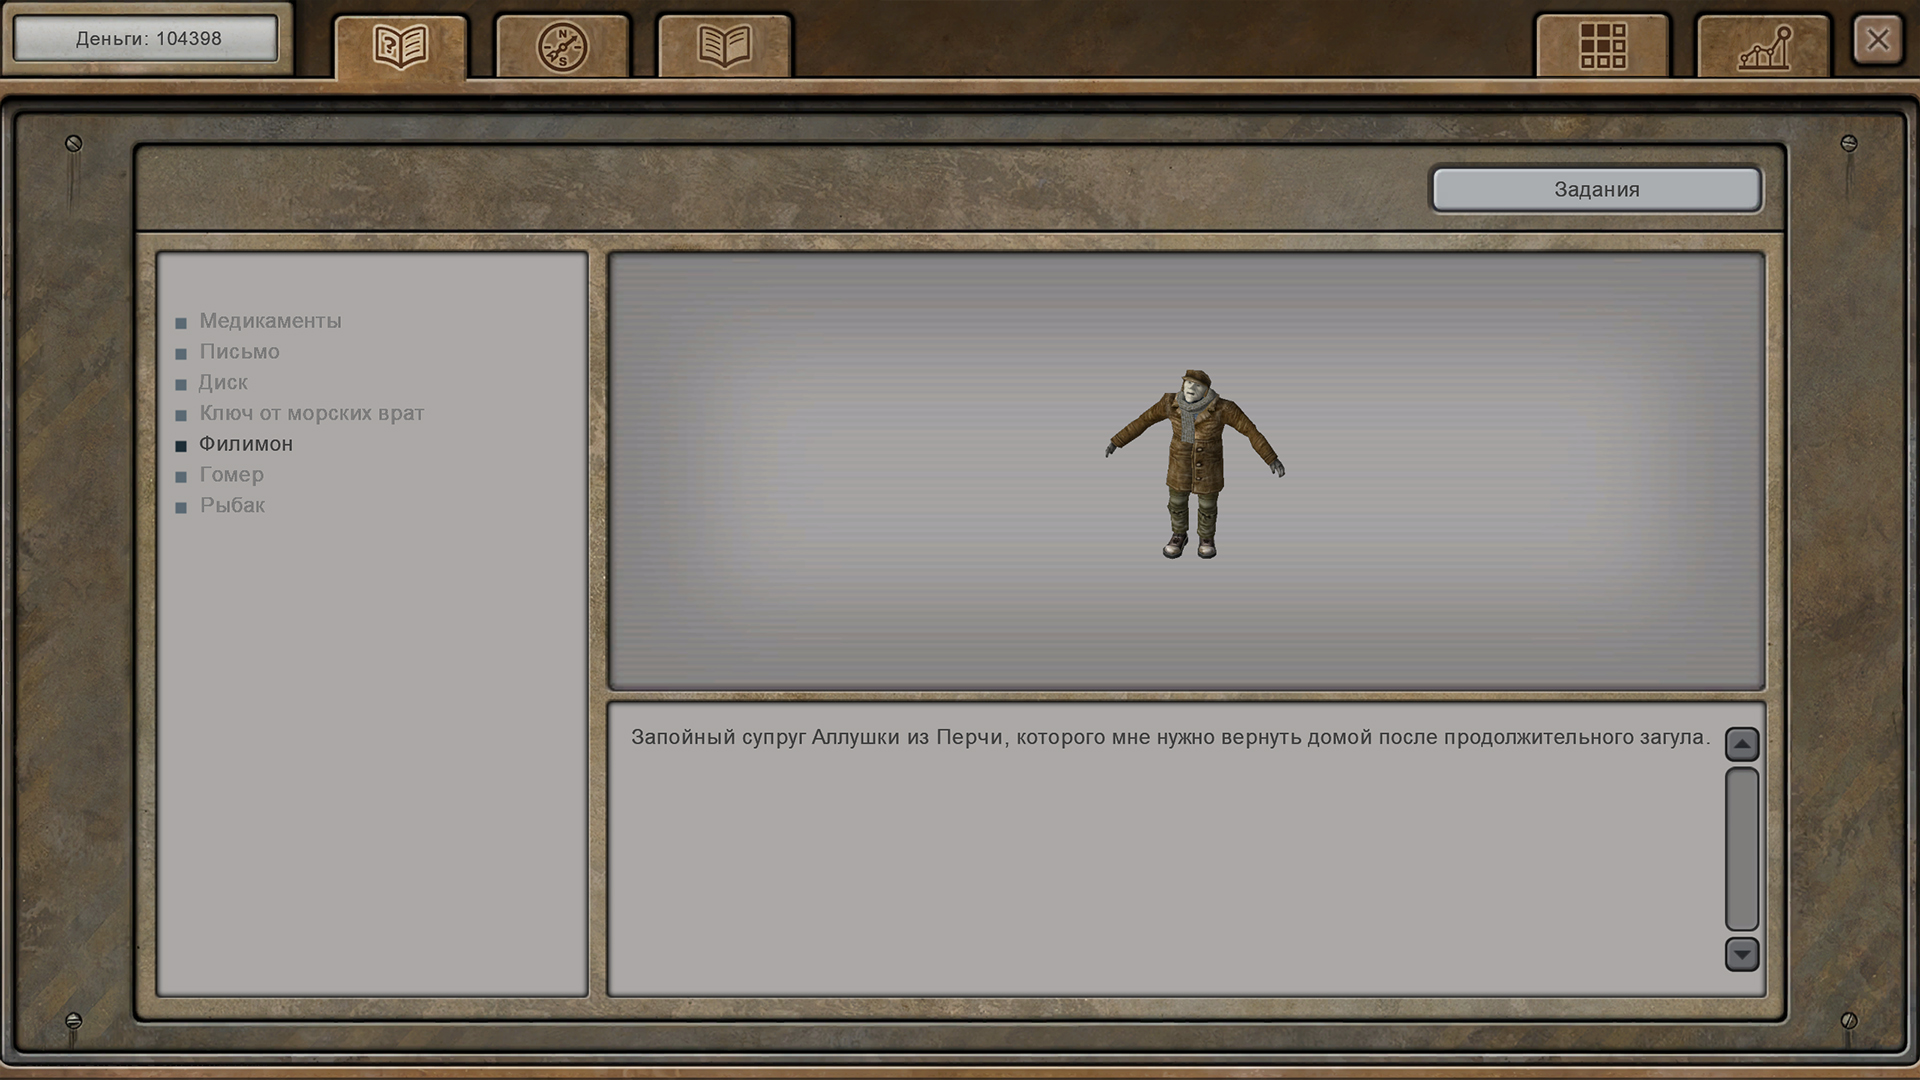 Деньги: 104398
N
S
Задания
Медикаменты
Письмо
Диск
Ключ от морских врат
Филимон
Гомер
Рыбак
Запойный супруг Аллушки из Перчи, которого мне нужно вернуть домой после продолжительного загула.